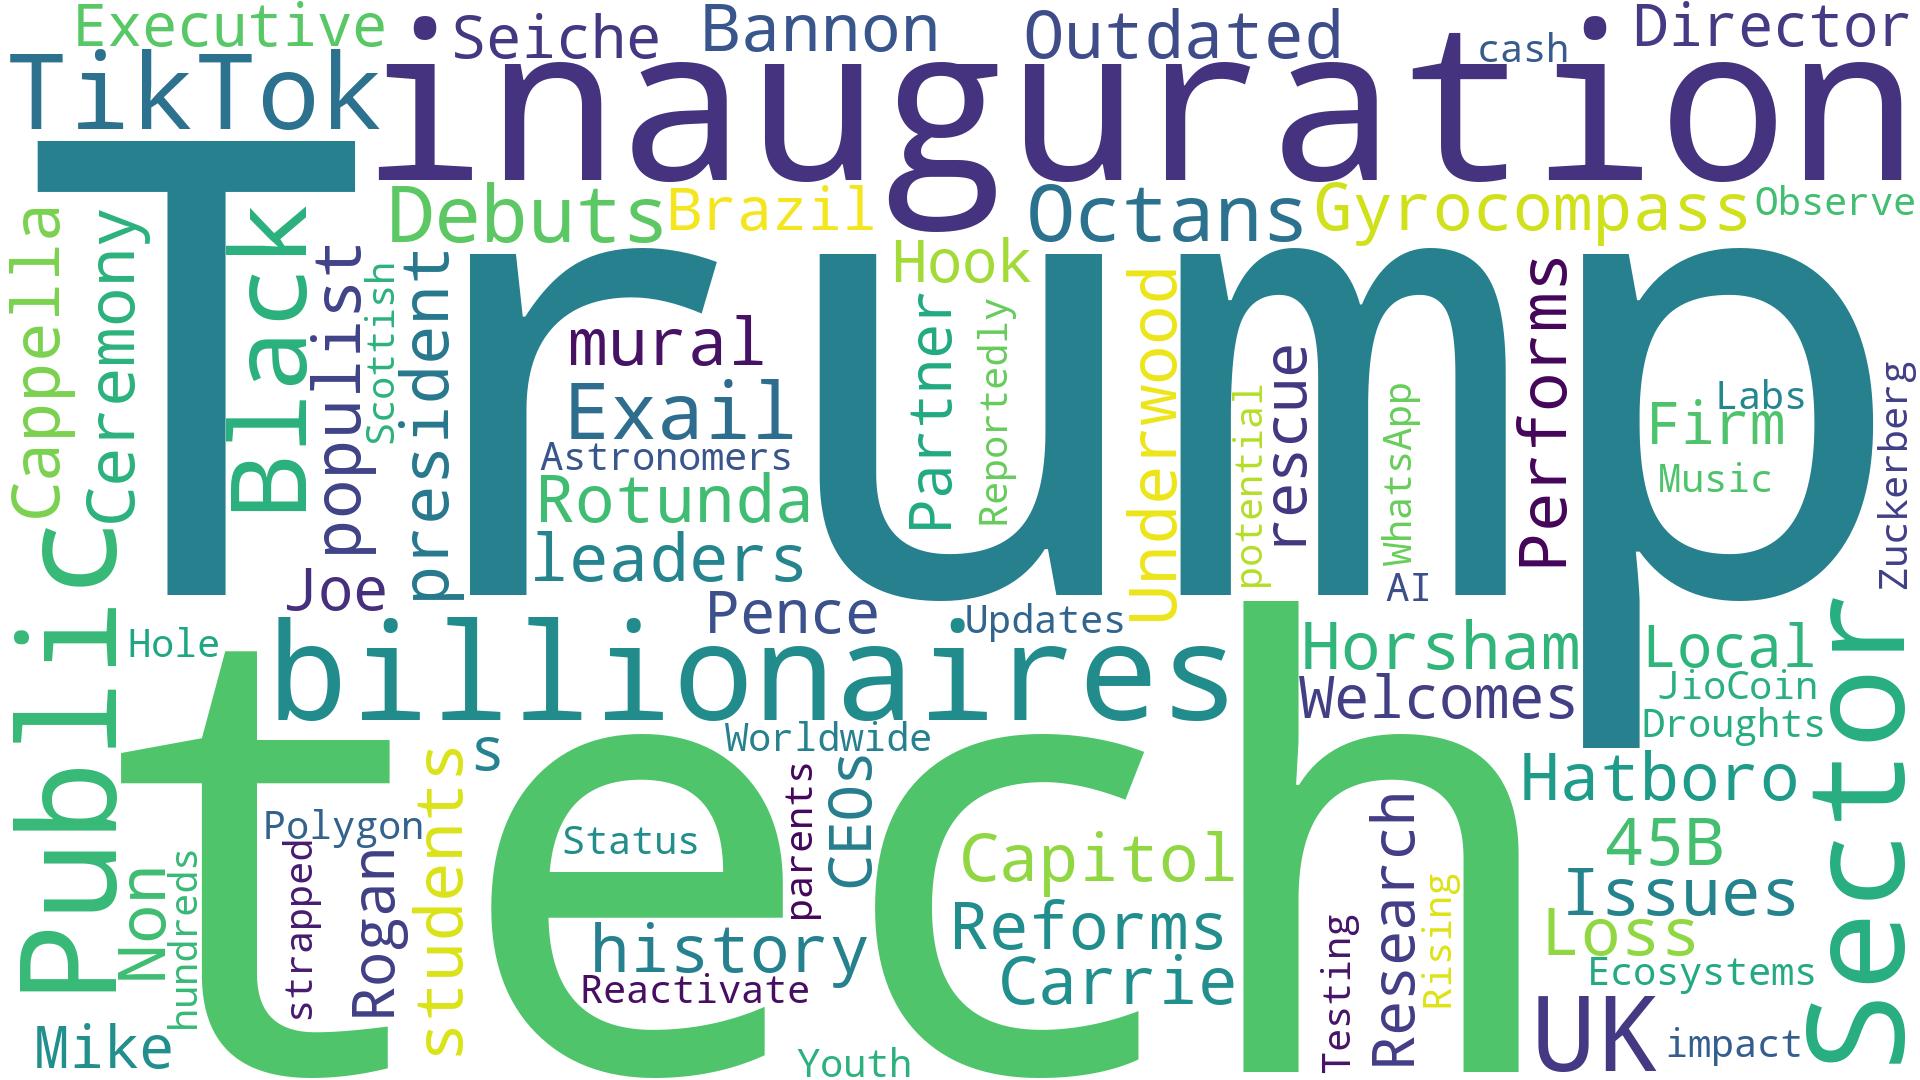 Executive
Seiche
Bannon
Outdated
cash
Director
TikTok
inauguration
Debuts
Brazil
Octans
Gyrocompass
Observe
Trump
Cappella
Ceremony
Black
populist
Scottish
president
Hook
mural
Exail
Astronomers
Rotunda
leaders
Partner
Reportedly
Underwood
potential
rescue
WhatsApp
AI
Performs
Labs
Firm
Music
Zuckerberg
Joe
Pence
Updates
Public
Hole
billionaires
Horsham
Welcomes
Local
JioCoin
Droughts
Sector
tech
s
Worldwide
Hatboro
45B
Issues
Loss
Ecosystems
Polygon
strapped
Rogan
students
Status
parents
CEOs
Capitol
Reforms
Carrie
history
Reactivate
Non
hundreds
Mike
Youth
Testing
Research
Rising
UK
impact